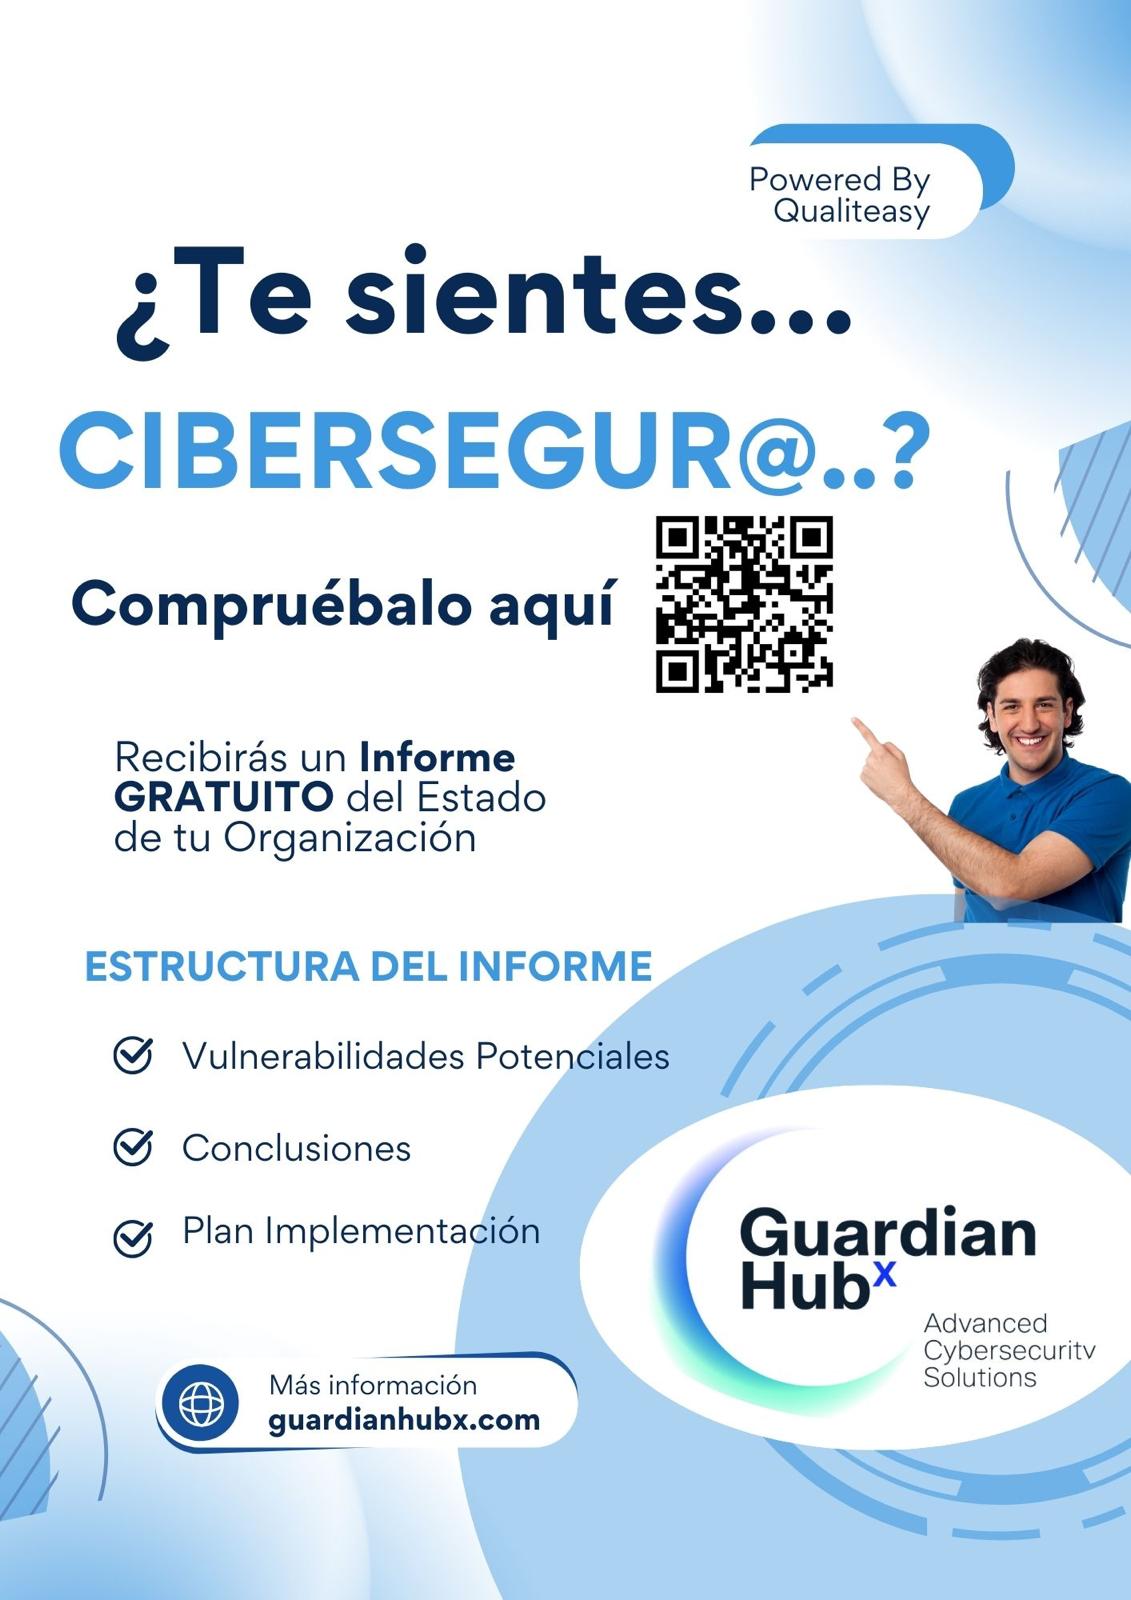 Powered By
Qualiteasy
¿Te sientes...
CIBERSEGUR@..?
Compruébalo aquí
Recibirás un Informe
GRATUITO del Estado
de tu Organización
ESTRUCTURA DEL INFORME
Vulnerabilidades Potenciales
Conclusiones
Plan Implementación
Guardian
Hubx
Advanced
Cybersecurity
Solutions
Más información
guardianhubx.com